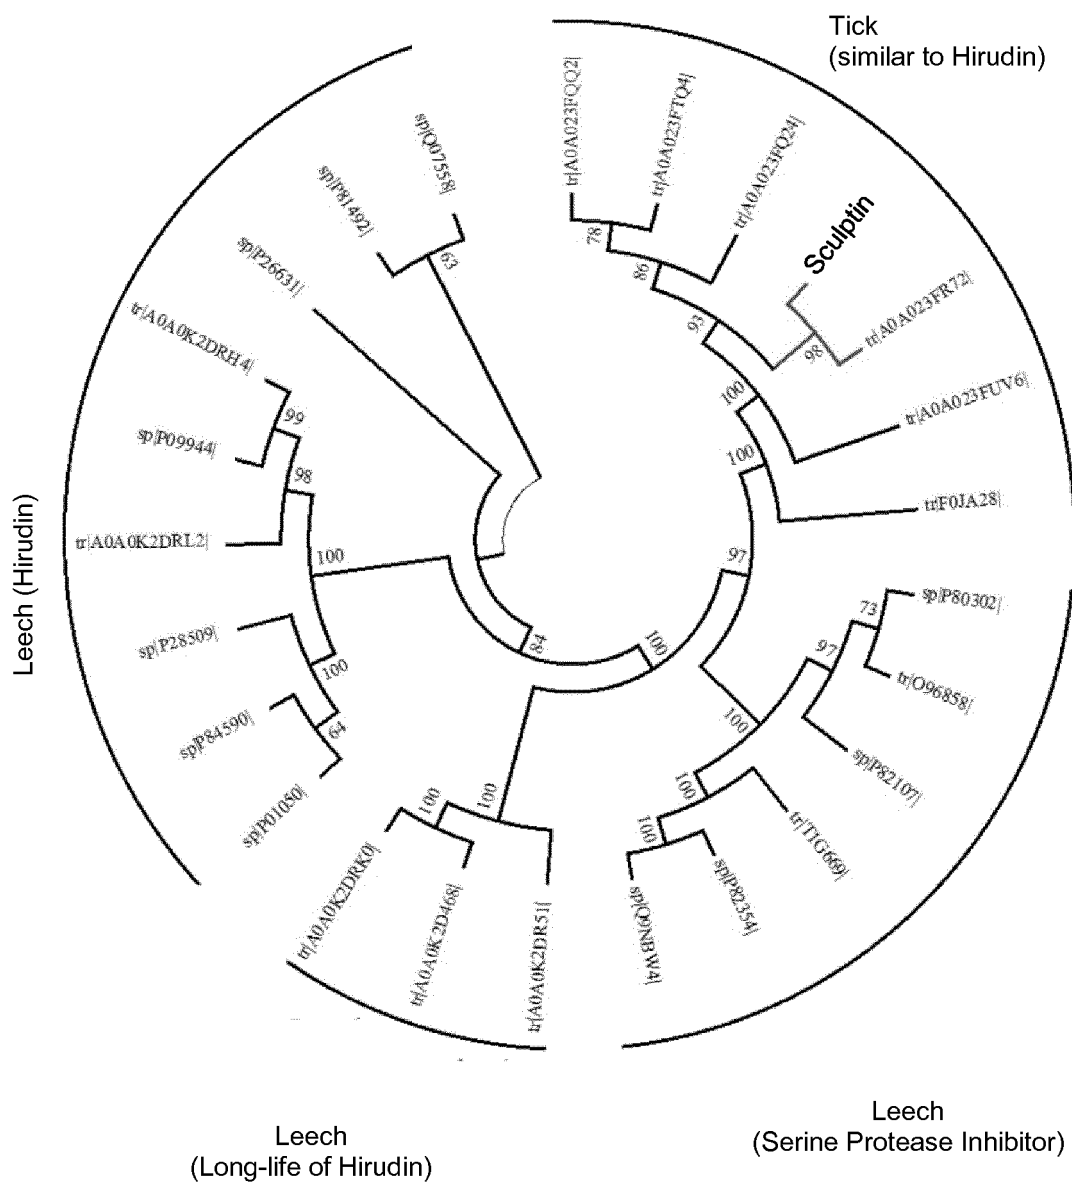 Tick
(similar to Hirudin)
tr|A0A023FQQ2|
tr|A0A023FTQ4|
tr|A0A023FQ24|
Sculptin
tr|A0A023FR72|
tr|A0A023FUV6|
tr|F0JA28|
78
86
93
98
100
100
97
sp|P80302|
tr|O96858|
sp|P82107|
tr|T1G669|
sp|P82354|
sp|Q9NBW4|
73
97
100
100
100
100
84
Leech
(Serine Protease Inhibitor)
tr|A0A0K2DR51|
tr|A0A0K2D468|
tr|A0A0K2DRK0|
100
100
Leech
(Long-life of Hirudin)
sp|P01050|
sp|P84590|
sp|P28509|
tr|A0A0K2DRL2|
sp|P09944|
tr|A0A0K2DRH4|
sp|P26631|
sp|P81492|
sp|Q07558|
64
100
100
98
99
63
Leech (Hirudin)